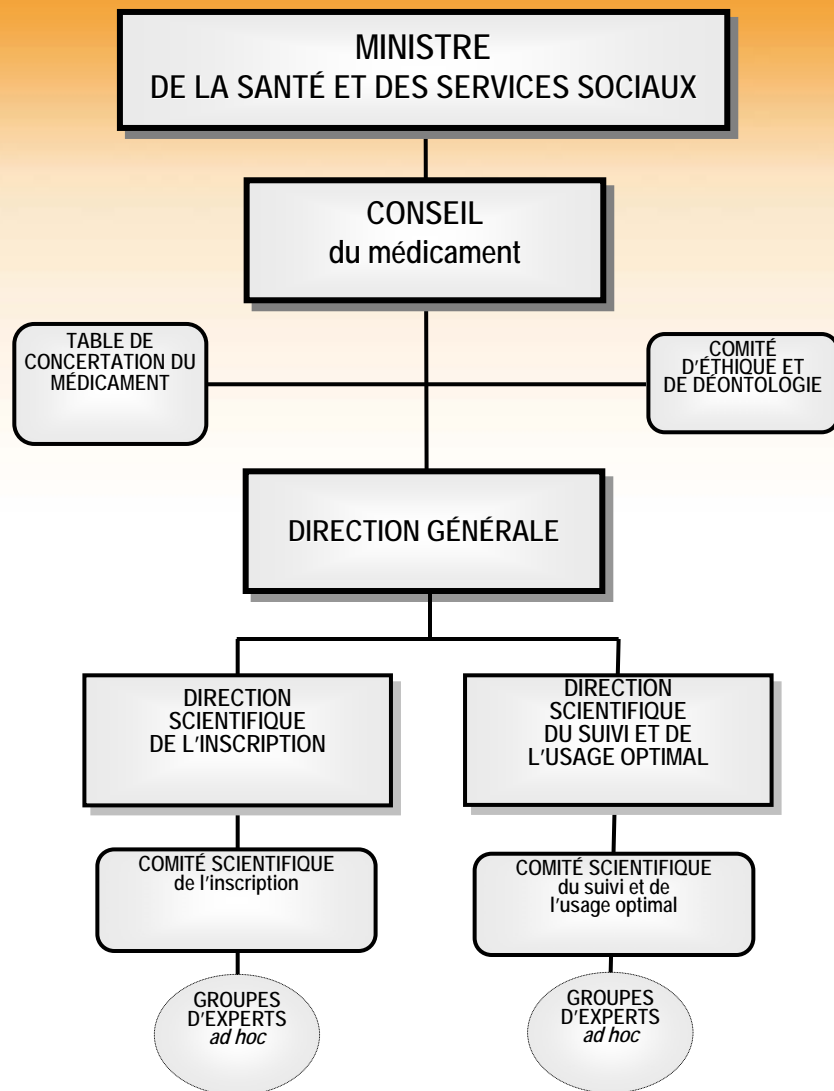 MINISTRE
DE LA SANTÉ ET DES SERVICES SOCIAUX
CONSEIL
du médicament
TABLE DE
CONCERTATION DU
MÉDICAMENT
COMITÉ
D'ÉTHIQUE ET
DE DÉONTOLOGIE
DIRECTION GÉNÉRALE
DIRECTION
SCIENTIFIQUE
DE L'INSCRIPTION
DIRECTION
SCIENTIFIQUE
DU SUIVI ET DE
L'USAGE OPTIMAL
COMITÉ SCIENTIFIQUE
de l'inscription
COMITÉ SCIENTIFIQUE
du suivi et de
l'usage optimal
GROUPES
D'EXPERTS
ad hoc
GROUPES
D'EXPERTS
ad hoc